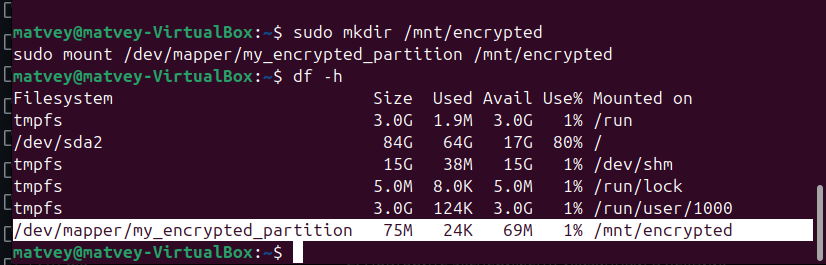 matvey@matvey-VirtualBox:~$ sudo mkdir /mnt/encrypted
sudo mount /dev/mapper/my_encrypted_partition /mnt/encrypted
matvey@matvey-VirtualBox:~$ df -h
Filesystem                        Size  Used Avail Use% Mounted on
tmpfs                             3.0G  1.9M  3.0G   1% /run
/dev/sda2                          84G   64G   17G  80% /
tmpfs                              15G   38M   15G   1% /dev/shm
tmpfs                             5.0M  8.0K  5.0M   1% /run/lock
tmpfs                             3.0G  124K  3.0G   1% /run/user/1000
/dev/mapper/my_encrypted_partition   75M   24K   69M   1% /mnt/encrypted
matvey@matvey-VirtualBox:~$